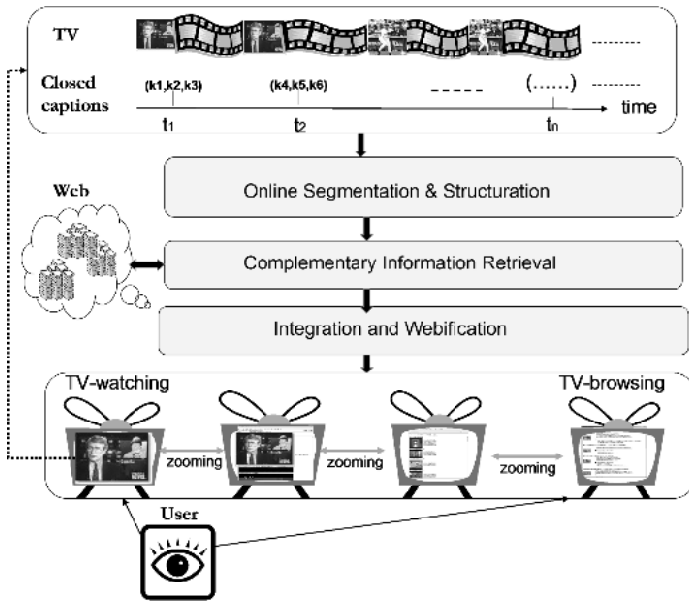 TV
Closed
captions
(k1,k2,k3)
(k4,k5,k6)
(......)
time
t1
t2
tn
Online Segmentation & Structuration
Web
Complementary Information Retrieval
Integration and Webification
TV-watching
TV-browsing
zooming
zooming
zooming
User